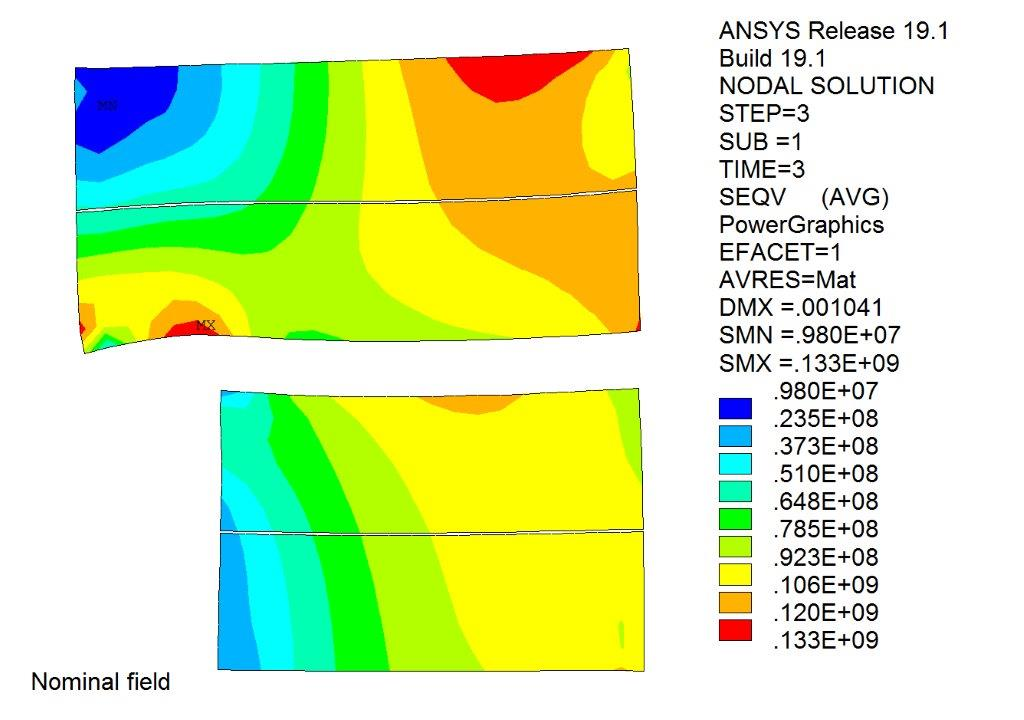 ANSYS Release 19.1
Build 19.1
NODAL SOLUTION
STEP=3
SUB =1
TIME=3
SEQV (AVG)
PowerGraphics
EFACET=1
AVRES=Mat
DMX =.001041
SMN =.980E+07
SMX =.133E+09
.980E+07
.235E+08
.373E+08
.510E+08
.648E+08
.785E+08
.923E+08
.106E+09
.120E+09
.133E+09
MN
MX
Nominal field